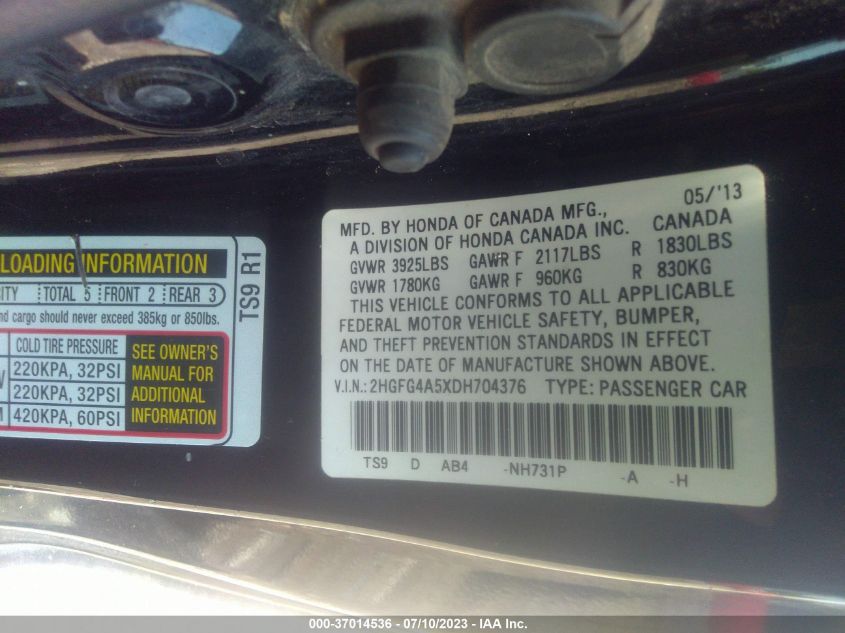 LOADING INFORMATION
TOTAL 5 FRONT 2 REAR 3
and cargo should never exceed 385kg or 850lbs.
COLD TIRE PRESSURE
220KPA, 32PSI
220KPA, 32PSI
420KPA, 60PSI
SEE OWNER'S
MANUAL FOR
ADDITIONAL
INFORMATION
TS9 R1
05/'13
MFD. BY HONDA OF CANADA MFG.,
A DIVISION OF HONDA CANADA INC. CANADA
GVWR 3925LBS GAWR F 2117LBS R 1830LBS
GVWR 1780KG GAWR F 960KG R 830KG
THIS VEHICLE CONFORMS TO ALL APPLICABLE
FEDERAL MOTOR VEHICLE SAFETY, BUMPER,
AND THEFT PREVENTION STANDARDS IN EFFECT
ON THE DATE OF MANUFACTURE SHOWN ABOVE.
V.I.N.: 2HGFG4A5XDH704376 TYPE: PASSENGER CAR
TS9 D AB4 -NH731P -A -H
000-37014536 - 07/10/2023 - IAA Inc.